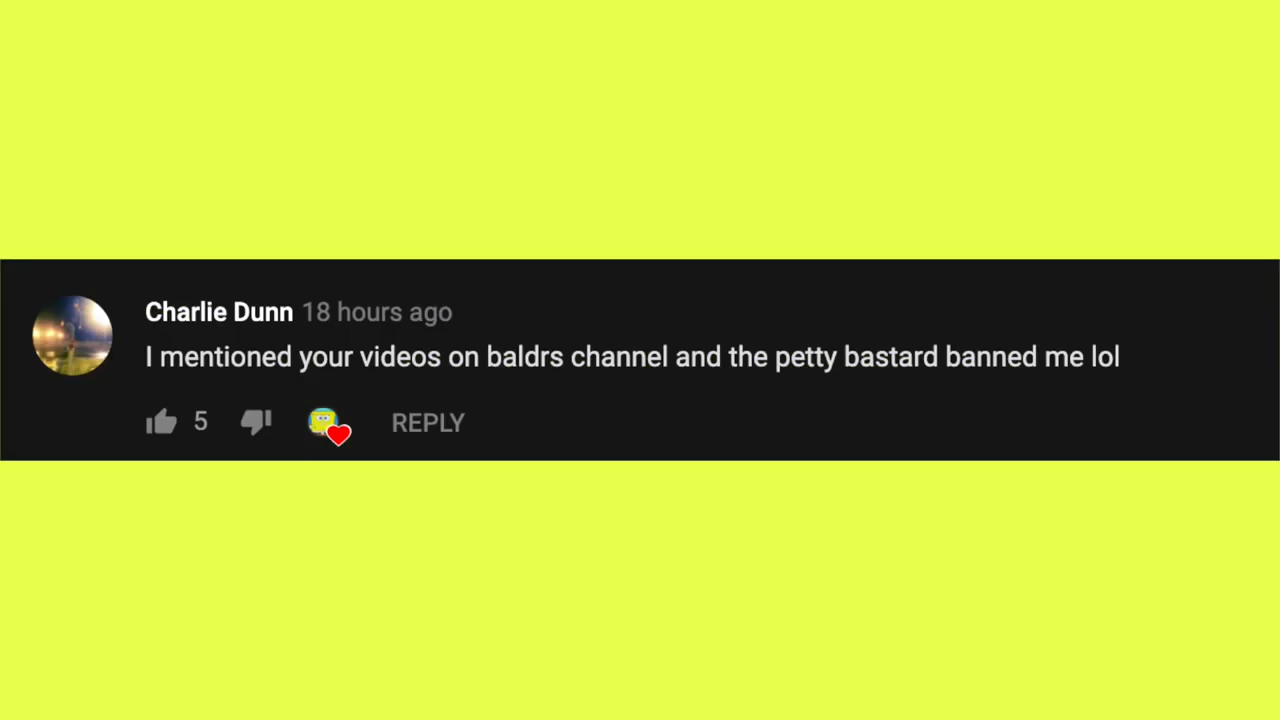 Charlie Dunn 18 hours ago
I mentioned your videos on baldrs channel and the petty bastard banned me lol
5 REPLY